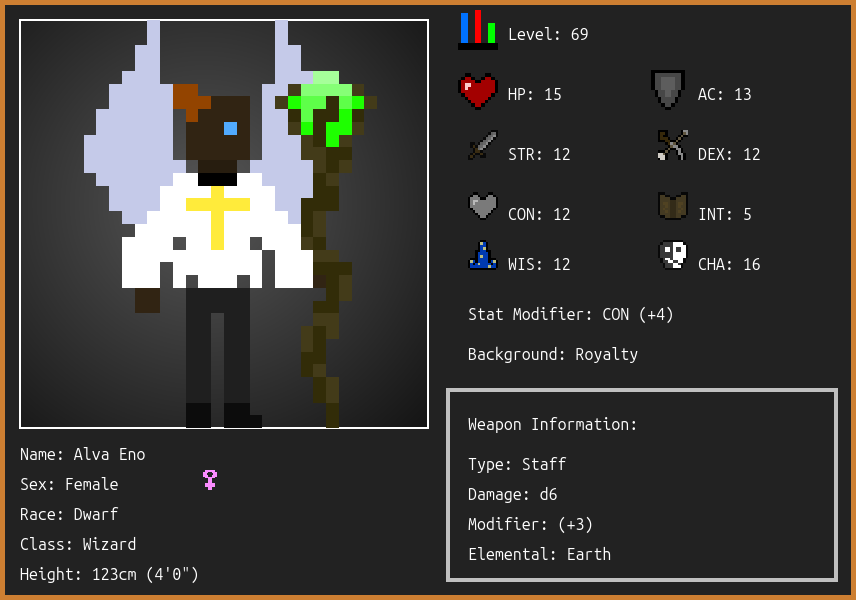 Level: 69
HP: 15
AC: 13
STR: 12
DEX: 12
CON: 12
INT: 5
WIS: 12
CHA: 16
Stat Modifier: CON (+4)
Background: Royalty
Weapon Information:
Type: Staff
Damage: d6
Modifier: (+3)
Elemental: Earth
Name: Alva Eno
Sex: Female
Race: Dwarf
Class: Wizard
Height: 123cm (4'0")